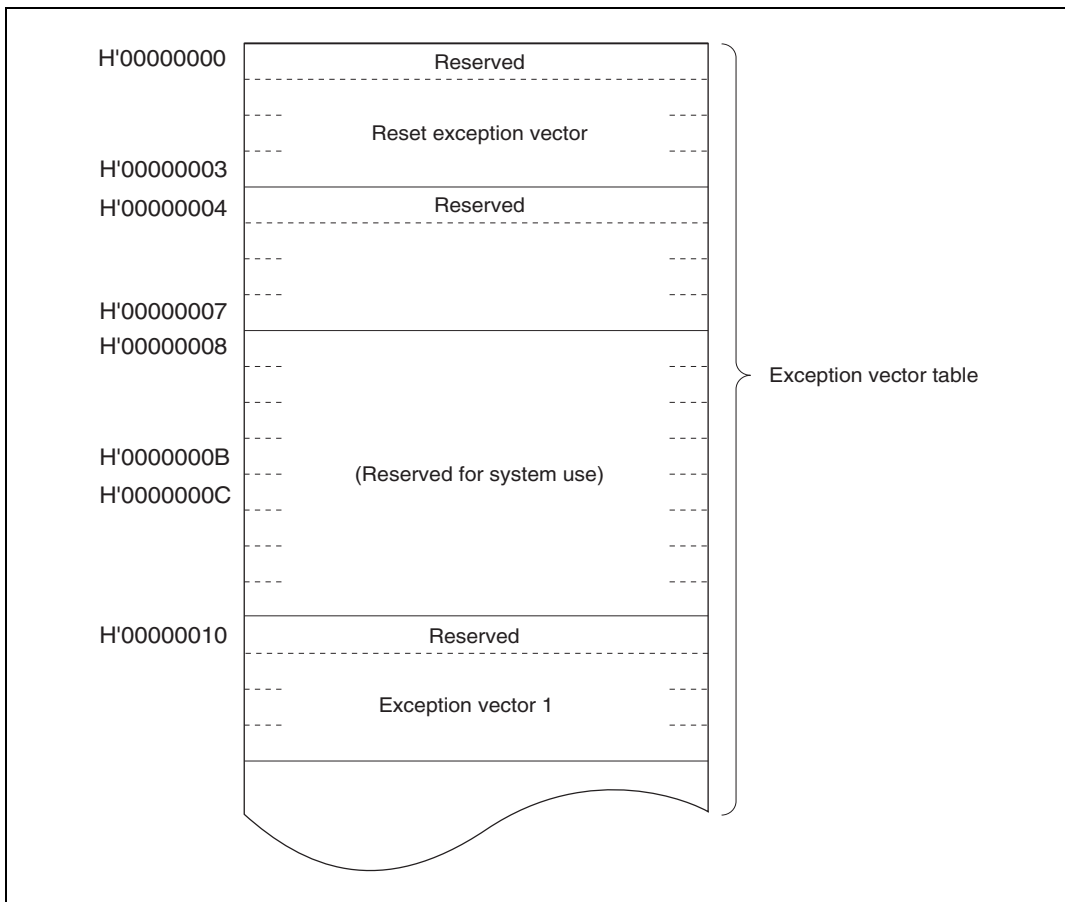 H'00000000
Reserved
Reset exception vector
H'00000003
H'00000004
Reserved
H'00000007
H'00000008
Exception vector table
H'0000000B
(Reserved for system use)
H'0000000C
H'00000010
Reserved
Exception vector 1